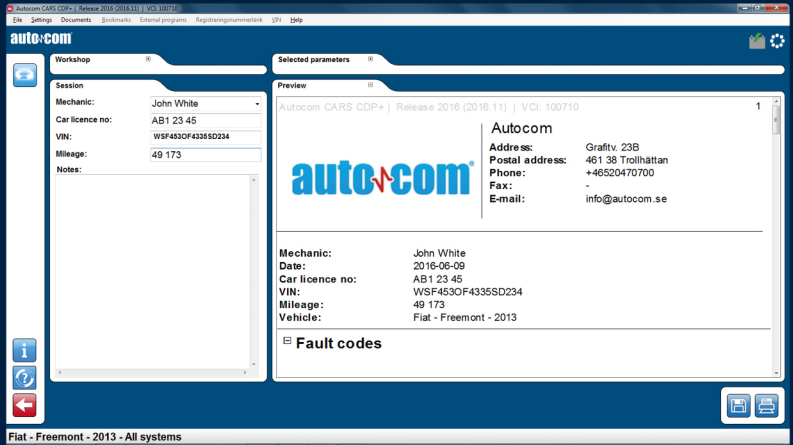 Autocom CARS CDP+ | Release 2016 (2016.11) | VCI: 100710
File Settings Documents Bookmarks External programs Registreringsnummerlänk VIN Help
auto com
Workshop
Selected parameters
Session
Preview
Mechanic: John White
Car licence no: AB1 23 45
VIN: WSF453OF4335SD234
Mileage: 49 173
Notes:
Autocom CARS CDP+ | Release 2016 (2016.11) | VCI: 100710 1
auto com
Autocom
Address: Grafitv. 23B
Postal address: 461 38 Trollhättan
Phone: +46520470700
Fax: -
E-mail: info@autocom.se
Mechanic: John White
Date: 2016-06-09
Car licence no: AB1 23 45
VIN: WSF453OF4335SD234
Mileage: 49 173
Vehicle: Fiat - Freemont - 2013
Fault codes
Fiat - Freemont - 2013 - All systems